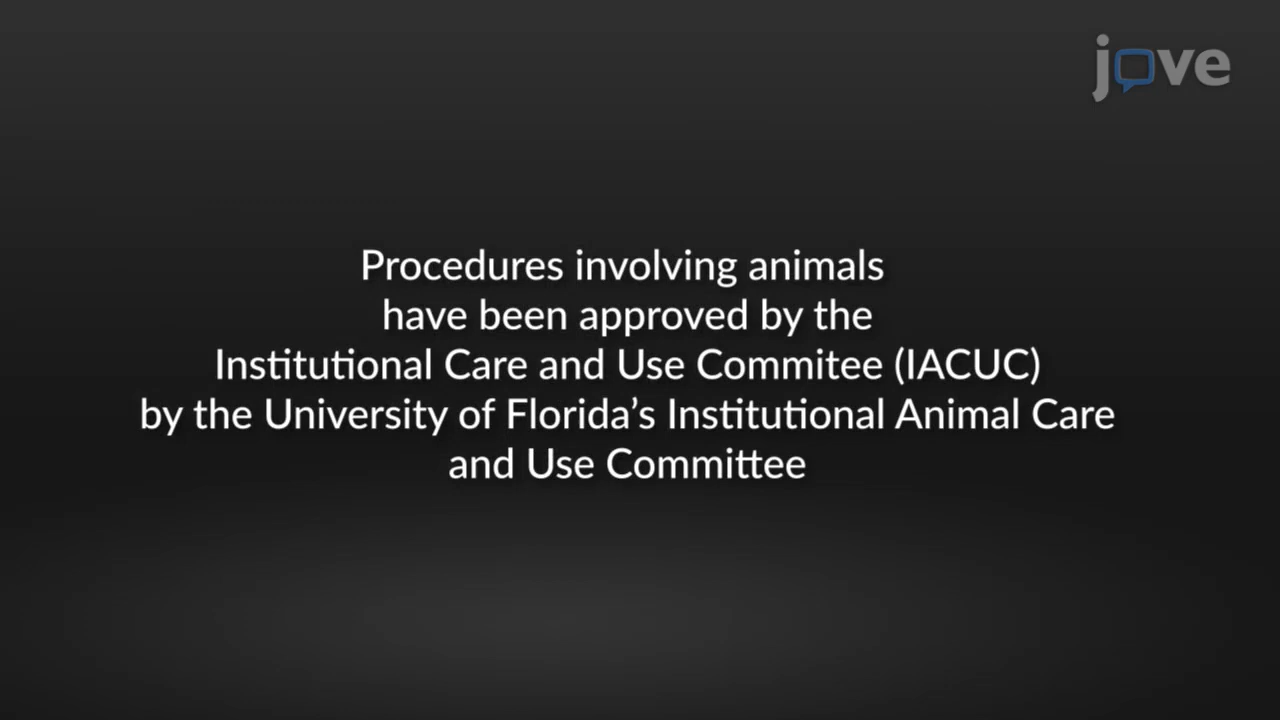 jove
Procedures involving animals
have been approved by the
Institutional Care and Use Commitee (IACUC)
by the University of Florida’s Institutional Animal Care
and Use Committee